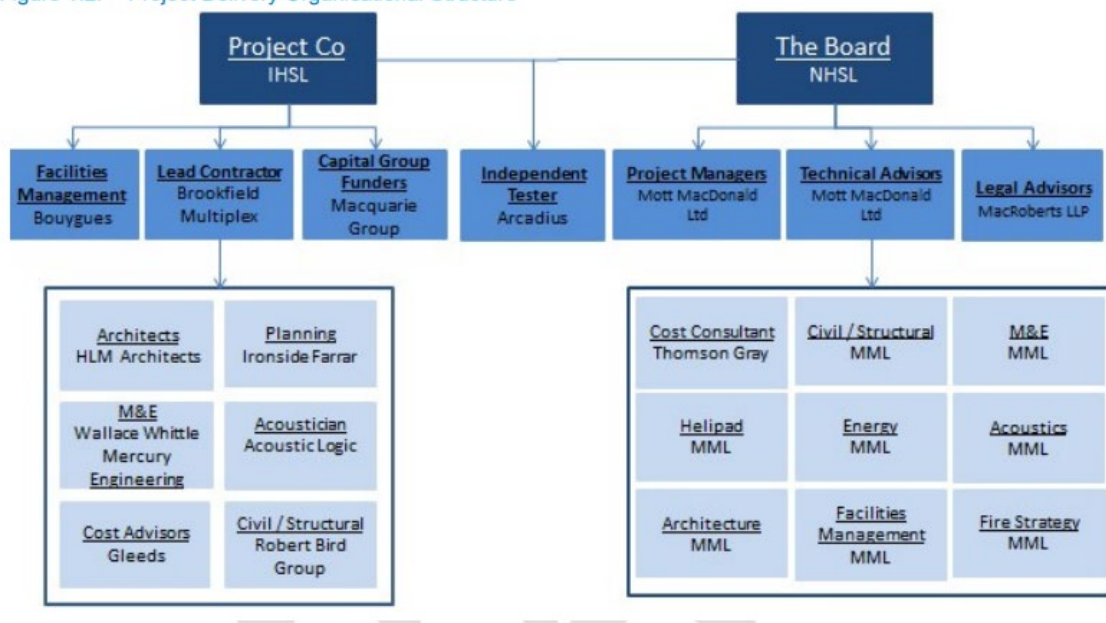 Project Co
IHSL
The Board
NHSL
Facilities
Management
Bouygues
Lead Contractor
Brookfield
Multiplex
Capital Group
Funders
Macquarie
Group
Independent
Tester
Arcadius
Project Managers
Mott MacDonald
Ltd
Technical Advisors
Mott MacDonald
Ltd
Legal Advisors
MacRoberts LLP
Architects
HLM Architects
Planning
Ironside Farrar
M&E
Wallace Whittle
Mercury
Engineering
Acoustician
Acoustic Logic
Cost Advisors
Gleeds
Civil / Structural
Robert Bird
Group
Cost Consultant
Thomson Gray
Civil / Structural
MML
M&E
MML
Helipad
MML
Energy
MML
Acoustics
MML
Architecture
MML
Facilities
Management
MML
Fire Strategy
MML